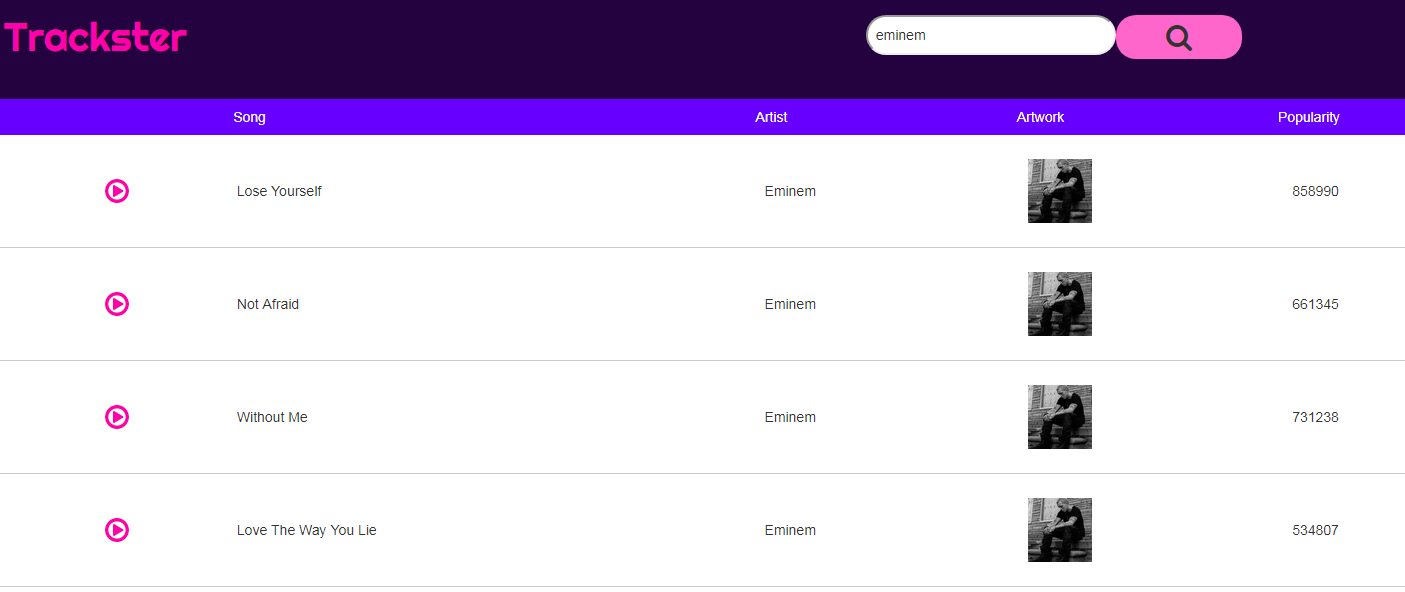 Trackster
eminem
Song Artist Artwork Popularity
Lose Yourself Eminem 858990
Not Afraid Eminem 661345
Without Me Eminem 731238
Love The Way You Lie Eminem 534807